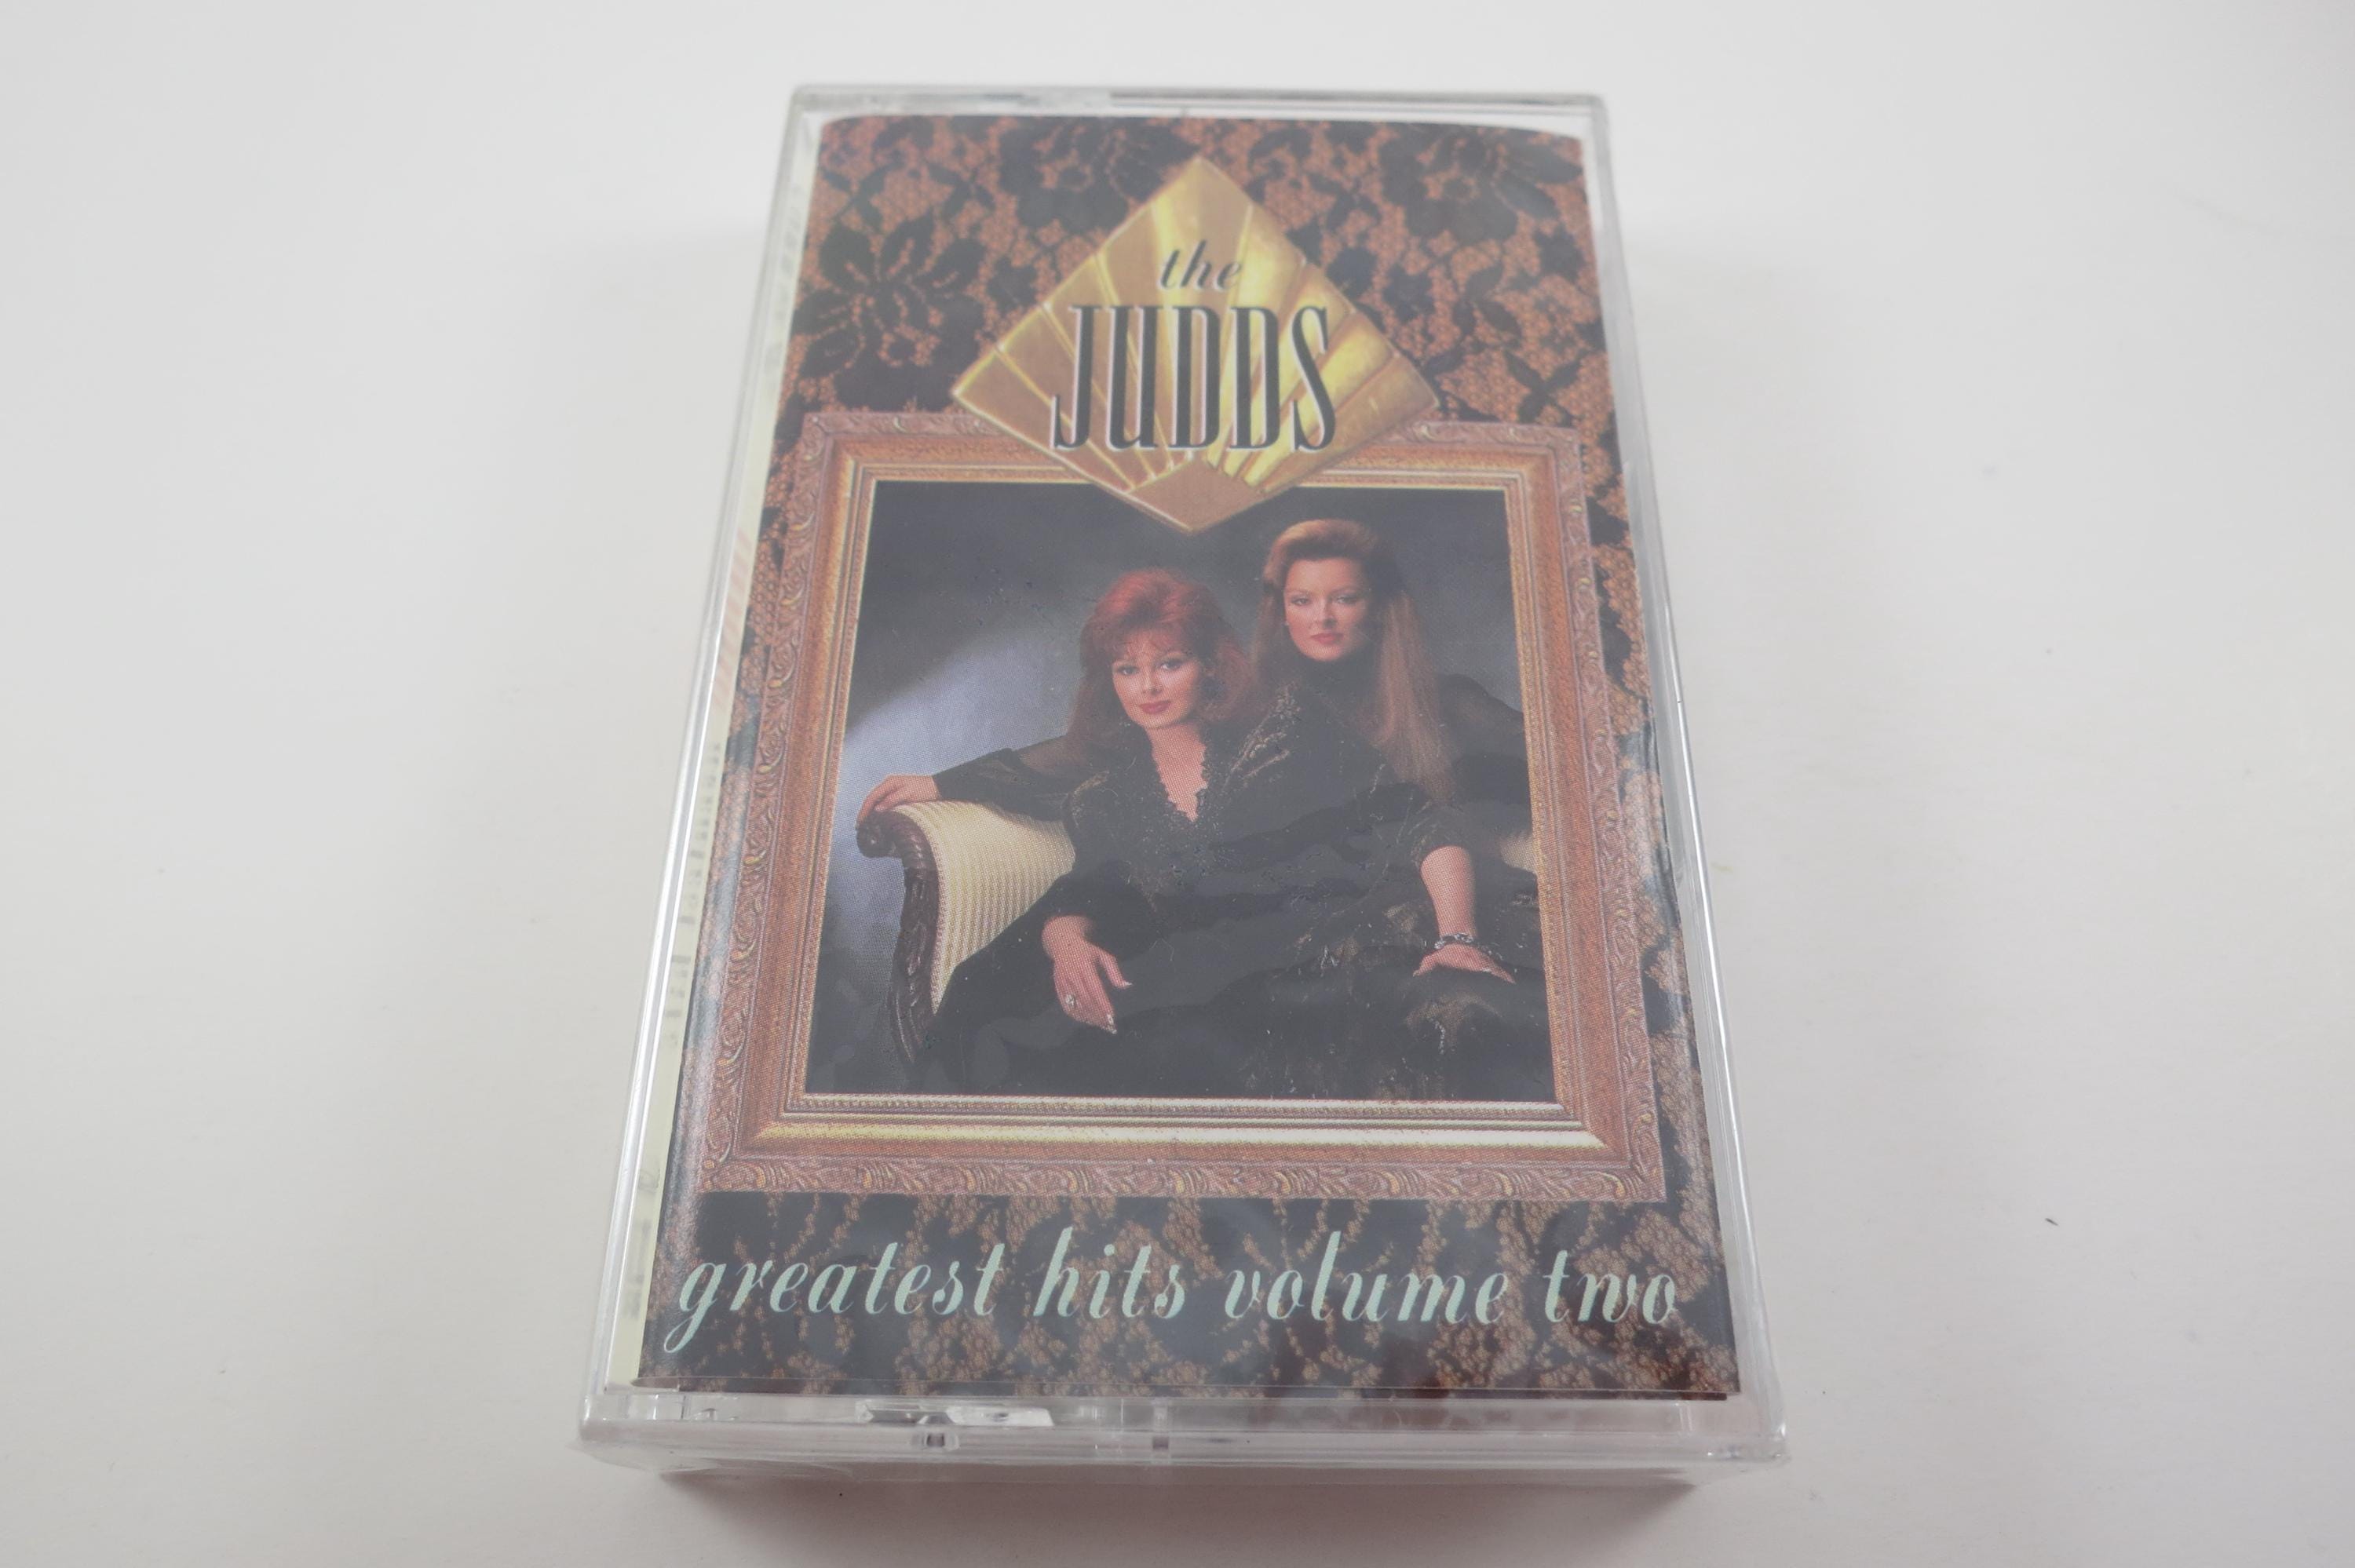 the
JUDDS
greatest hits volume two